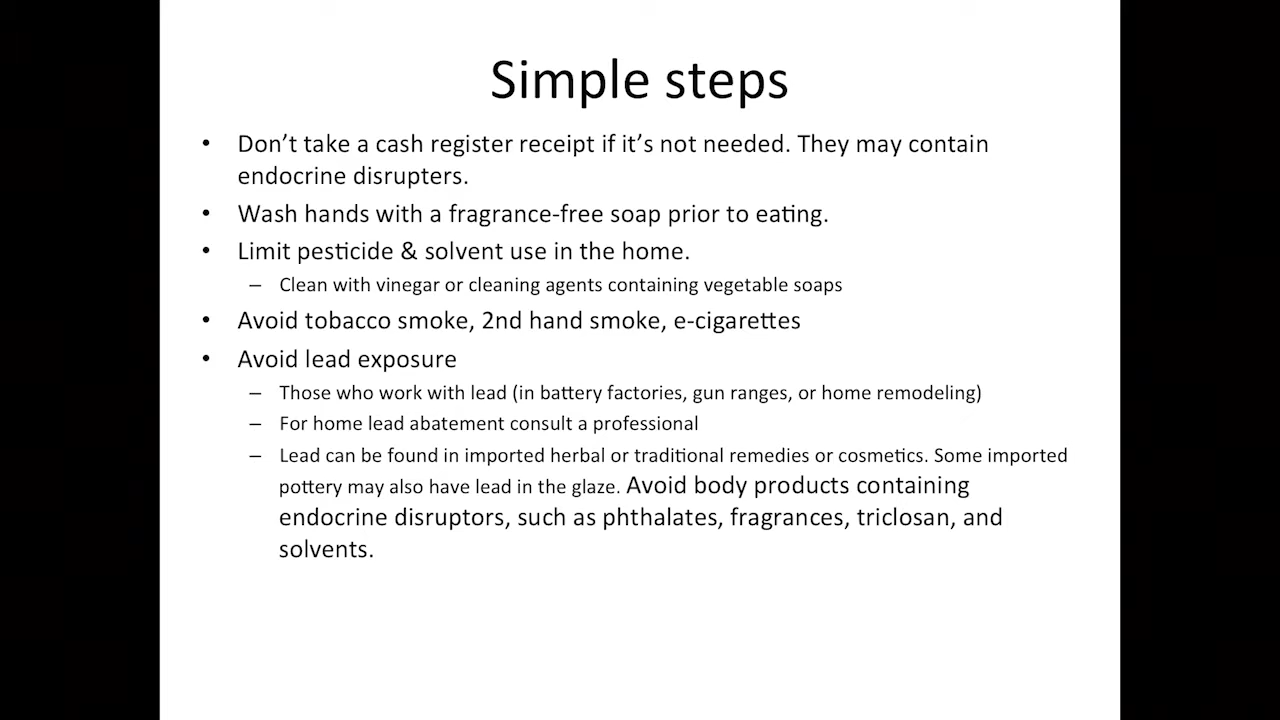 Simple steps
• Don’t take a cash register receipt if it’s not needed. They may contain
endocrine disrupters.
• Wash hands with a fragrance-free soap prior to eating.
• Limit pesticide & solvent use in the home.
– Clean with vinegar or cleaning agents containing vegetable soaps
• Avoid tobacco smoke, 2nd hand smoke, e-cigarettes
• Avoid lead exposure
– Those who work with lead (in battery factories, gun ranges, or home remodeling)
– For home lead abatement consult a professional
– Lead can be found in imported herbal or traditional remedies or cosmetics. Some imported
pottery may also have lead in the glaze. Avoid body products containing
endocrine disruptors, such as phthalates, fragrances, triclosan, and
solvents.